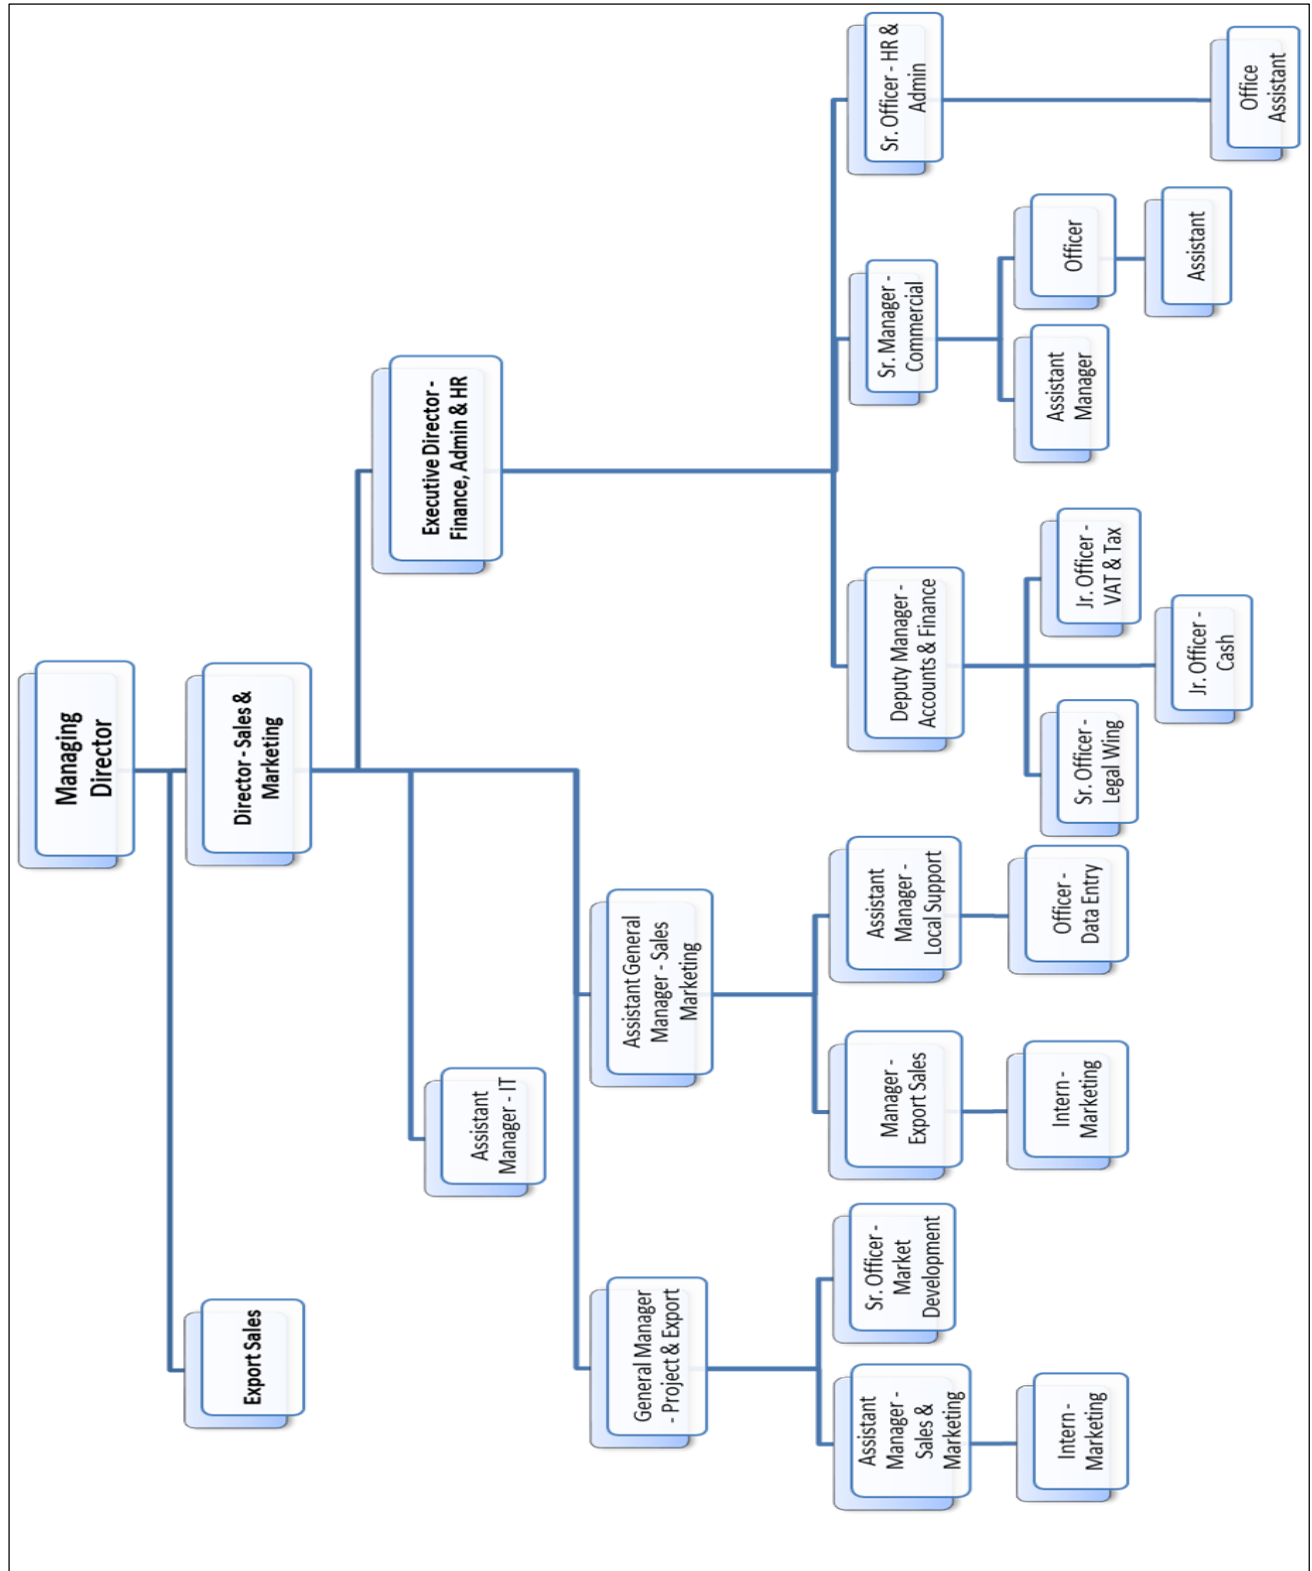 Managing
Director
Export Sales
Director - Sales &
Marketing
Executive Director -
Finance, Admin & HR
Assistant
Manager - IT
General Manager
- Project & Export
Assistant General
Manager - Sales
Marketing
Assistant
Manager -
Sales &
Marketing
Sr. Officer -
Market
Development
Manager -
Export Sales
Assistant
Manager -
Local Support
Deputy Manager -
Accounts & Finance
Sr. Manager -
Commercial
Sr. Officer - HR &
Admin
Intern -
Marketing
Intern -
Marketing
Officer -
Data Entry
Sr. Officer -
Legal Wing
Jr. Officer -
VAT & Tax
Jr. Officer -
Cash
Assistant
Manager
Officer
Assistant
Office
Assistant